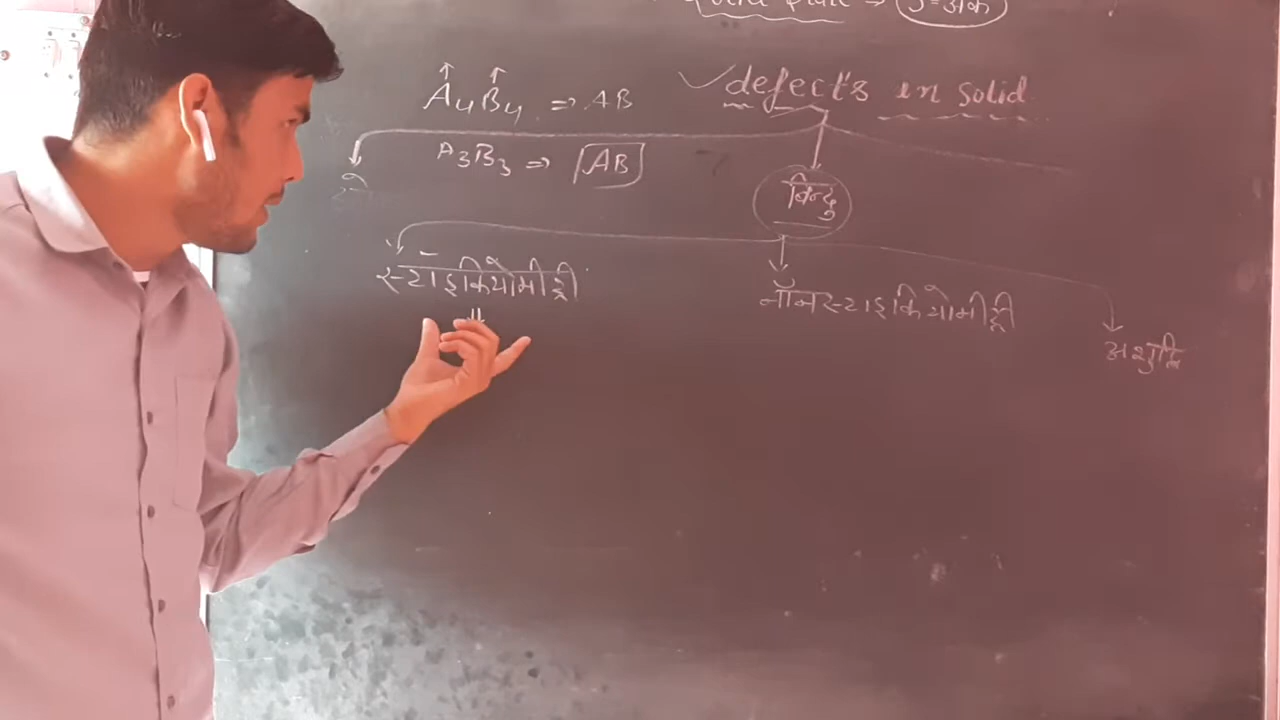 ⇒ अंक
A₄B₄ ⇒ AB
✓ defect's in solid
A₃B₃ ⇒ AB
बिन्दु
स्टाइकियोमीट्री
नॉनस्टाइकियोमीट्री
अशुद्धि